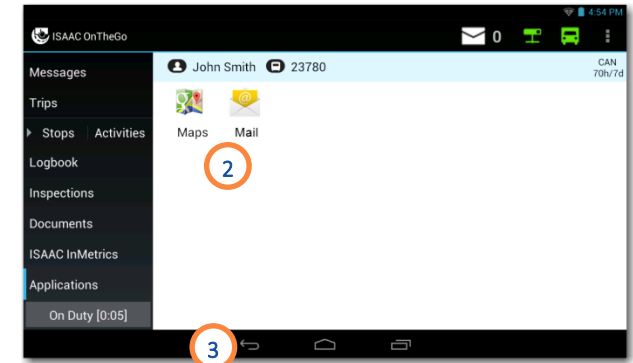 4:54 PM
ISAAC OnTheGo
0
Messages
John Smith 23780
CAN
70h/7d
Trips
Stops Activities
Maps Mail
2
Logbook
Inspections
Documents
ISAAC InMetrics
Applications
On Duty [0:05]
3